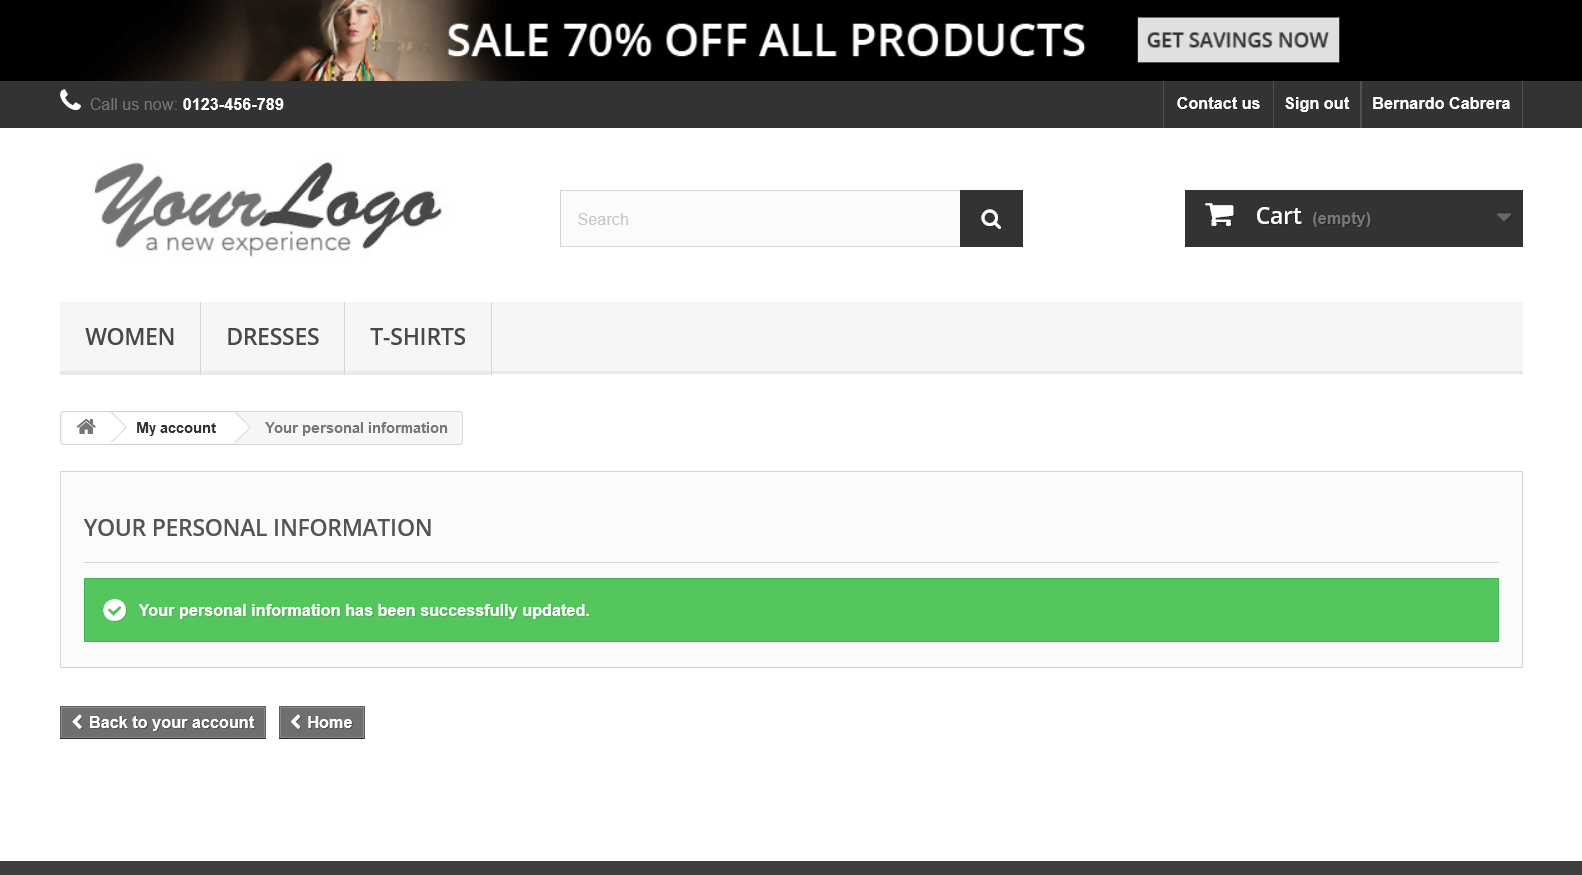 SALE 70% OFF ALL PRODUCTS
GET SAVINGS NOW
Call us now: 0123-456-789
Contact us
Sign out
Bernardo Cabrera
Your Logo
a new experience
Search
Cart (empty)
WOMEN
DRESSES
T-SHIRTS
My account
Your personal information
YOUR PERSONAL INFORMATION
Your personal information has been successfully updated.
Back to your account
Home